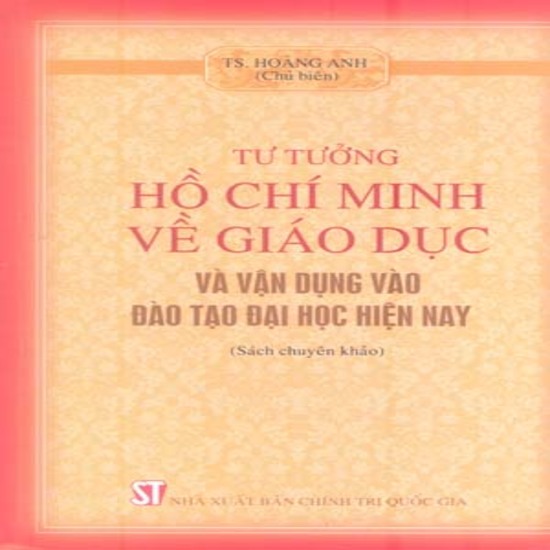 TS. HOÀNG ANH
(Chủ biên)
TƯ TƯỞNG
HỒ CHÍ MINH
VỀ GIÁO DỤC
VÀ VẬN DỤNG VÀO
ĐÀO TẠO ĐẠI HỌC HIỆN NAY
(Sách chuyên khảo)
ST NHÀ XUẤT BẢN CHÍNH TRỊ QUỐC GIA